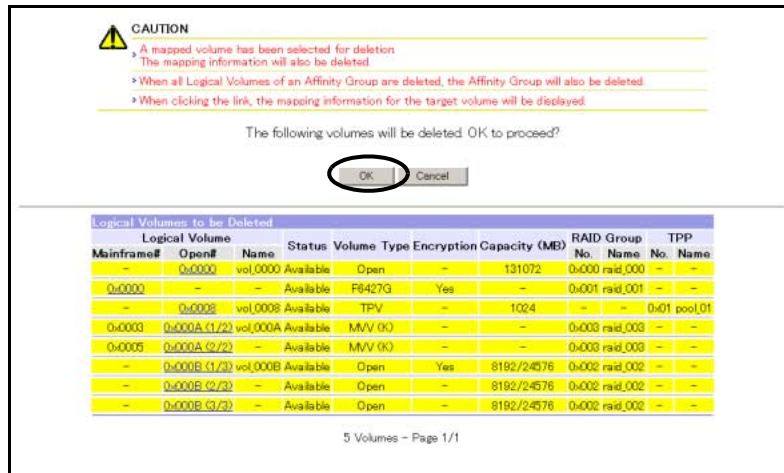 CAUTION
A mapped volume has been selected for deletion.
The mapping information will also be deleted.
When all Logical Volumes of an Affinity Group are deleted, the Affinity Group will also be deleted.
When clicking the link, the mapping information for the target volume will be displayed.
The following volumes will be deleted. OK to proceed?
OK Cancel
Logical Volumes to be Deleted
Logical Volume Status Volume Type Encryption Capacity (MB) RAID Group TPP
Mainframe# Open# Name No. Name No. Name
- 0x0000 vol_0000 Available Open - 131072 0x000 raid_000 - -
0x0000 - - Available F6427G Yes - 0x001 raid_001 - -
- 0x0008 vol_0008 Available TPV - 1024 - - 0x01 pool_01
0x0003 0x000A (1/2) vol_000A Available MVV (K) - - 0x003 raid_003 - -
0x0005 0x000A (2/2) - Available MVV (K) - - 0x003 raid_003 - -
- 0x000B (1/3) vol_000B Available Open Yes 8192/24576 0x002 raid_002 - -
- 0x000B (2/3) - Available Open - 8192/24576 0x002 raid_002 - -
- 0x000B (3/3) - Available Open - 8192/24576 0x002 raid_002 - -
5 Volumes - Page 1/1